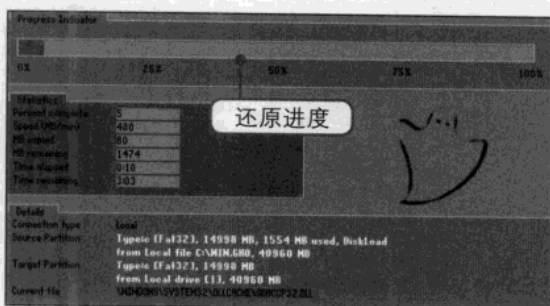 Progress Indicator
0% 25% 50% 75% 100%
还原进度
Statistics
Percent complete 5
Speed (MB/min) 480
MB copied 80
MB remaining 1474
Time elapsed 0:10
Time remaining 3:03
Details
Connection type Local
Source Partition Type:c [Fat32], 14998 MB, 1554 MB used, DiskLoad
from Local file C:\WIN.GHO, 40960 MB
Target Partition Type:c [Fat32], 14998 MB
from Local drive [1], 40960 MB
Current file